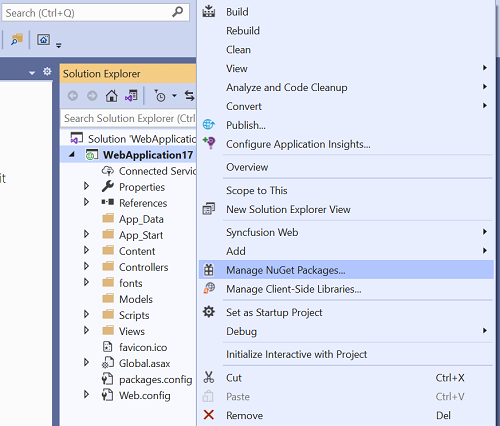 Search (Ctrl+Q)
it
Solution Explorer
Search Solution Explorer (Ctrl
Solution 'WebApplication
WebApplication17
Connected Servic
Properties
References
App_Data
App_Start
Content
Controllers
fonts
Models
Scripts
Views
favicon.ico
Global.asax
packages.config
Web.config
Build
Rebuild
Clean
View
Analyze and Code Cleanup
Convert
Publish...
Configure Application Insights...
Overview
Scope to This
New Solution Explorer View
Syncfusion Web
Add
Manage NuGet Packages...
Manage Client-Side Libraries...
Set as Startup Project
Debug
Initialize Interactive with Project
Cut Ctrl+X
Paste Ctrl+V
Remove Del